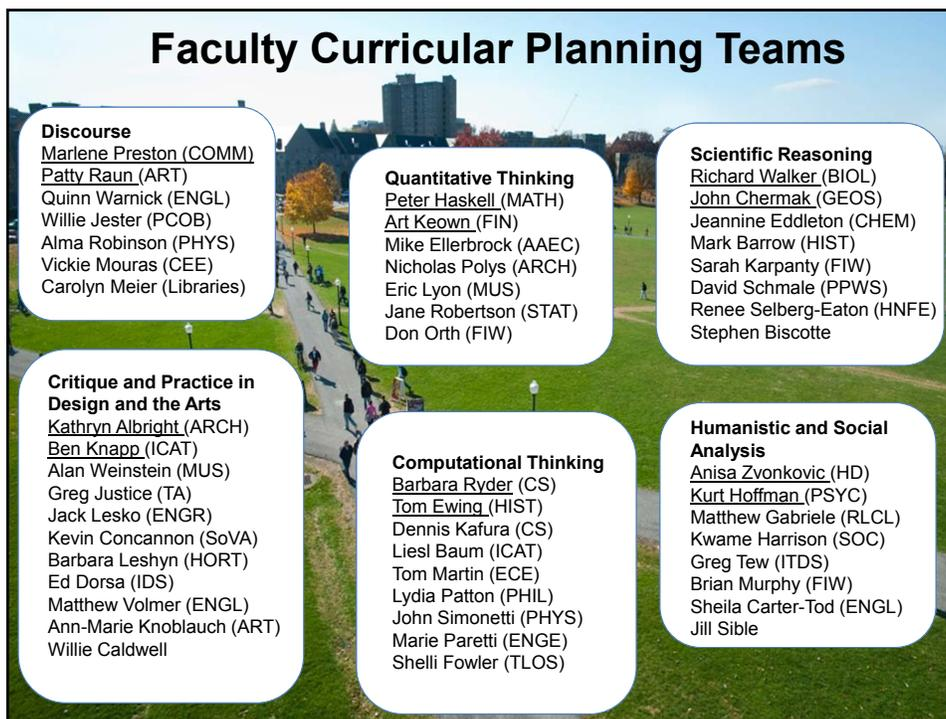 Faculty Curricular Planning Teams
Discourse
Marlene Preston (COMM)
Patty Raun (ART)
Quinn Warnick (ENGL)
Willie Jester (PCOB)
Alma Robinson (PHYS)
Vickie Mouras (CEE)
Carolyn Meier (Libraries)
Quantitative Thinking
Peter Haskell (MATH)
Art Keown (FIN)
Mike Ellerbrock (AAEC)
Nicholas Polys (ARCH)
Eric Lyon (MUS)
Jane Robertson (STAT)
Don Orth (FIW)
Scientific Reasoning
Richard Walker (BIOL)
John Chermak (GEOS)
Jeannine Eddleton (CHEM)
Mark Barrow (HIST)
Sarah Karpanty (FIW)
David Schmale (PPWS)
Renee Selberg-Eaton (HNFE)
Stephen Biscotte
Critique and Practice in
Design and the Arts
Kathryn Albright (ARCH)
Ben Knapp (ICAT)
Alan Weinstein (MUS)
Greg Justice (TA)
Jack Lesko (ENGR)
Kevin Concannon (SoVA)
Barbara Leshyn (HORT)
Ed Dorsa (IDS)
Matthew Volmer (ENGL)
Ann-Marie Knoblauch (ART)
Willie Caldwell
Computational Thinking
Barbara Ryder (CS)
Tom Ewing (HIST)
Dennis Kafura (CS)
Liesl Baum (ICAT)
Tom Martin (ECE)
Lydia Patton (PHIL)
John Simonetti (PHYS)
Marie Paretti (ENGE)
Shelli Fowler (TLOS)
Humanistic and Social
Analysis
Anisa Zvonkovic (HD)
Kurt Hoffman (PSYC)
Matthew Gabriele (RLCL)
Kwame Harrison (SOC)
Greg Tew (ITDS)
Brian Murphy (FIW)
Sheila Carter-Tod (ENGL)
Jill Sible